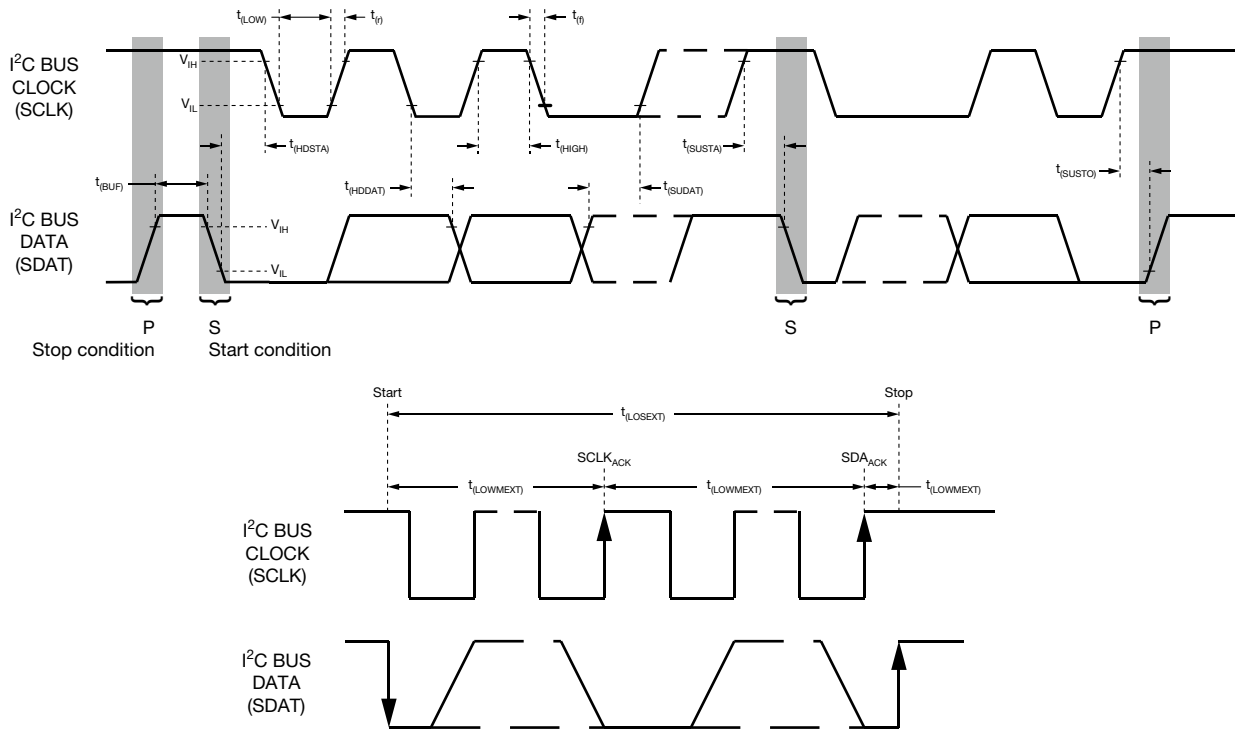 t(LOW) t(r) t(f)
I²C BUS
CLOCK
(SCLK)
VIH
VIL
t(HDSTA) t(HIGH) t(SUSTA)
t(SUSTO)
t(BUF) t(HDDAT) t(SUDAT)
I²C BUS
DATA
(SDAT)
VIH
VIL
P S S P
Stop condition Start condition
Start Stop
t(LOSEXT)
SCLKACK SDAACK
t(LOWMEXT) t(LOWMEXT) t(LOWMEXT)
I²C BUS
CLOCK
(SCLK)
I²C BUS
DATA
(SDAT)